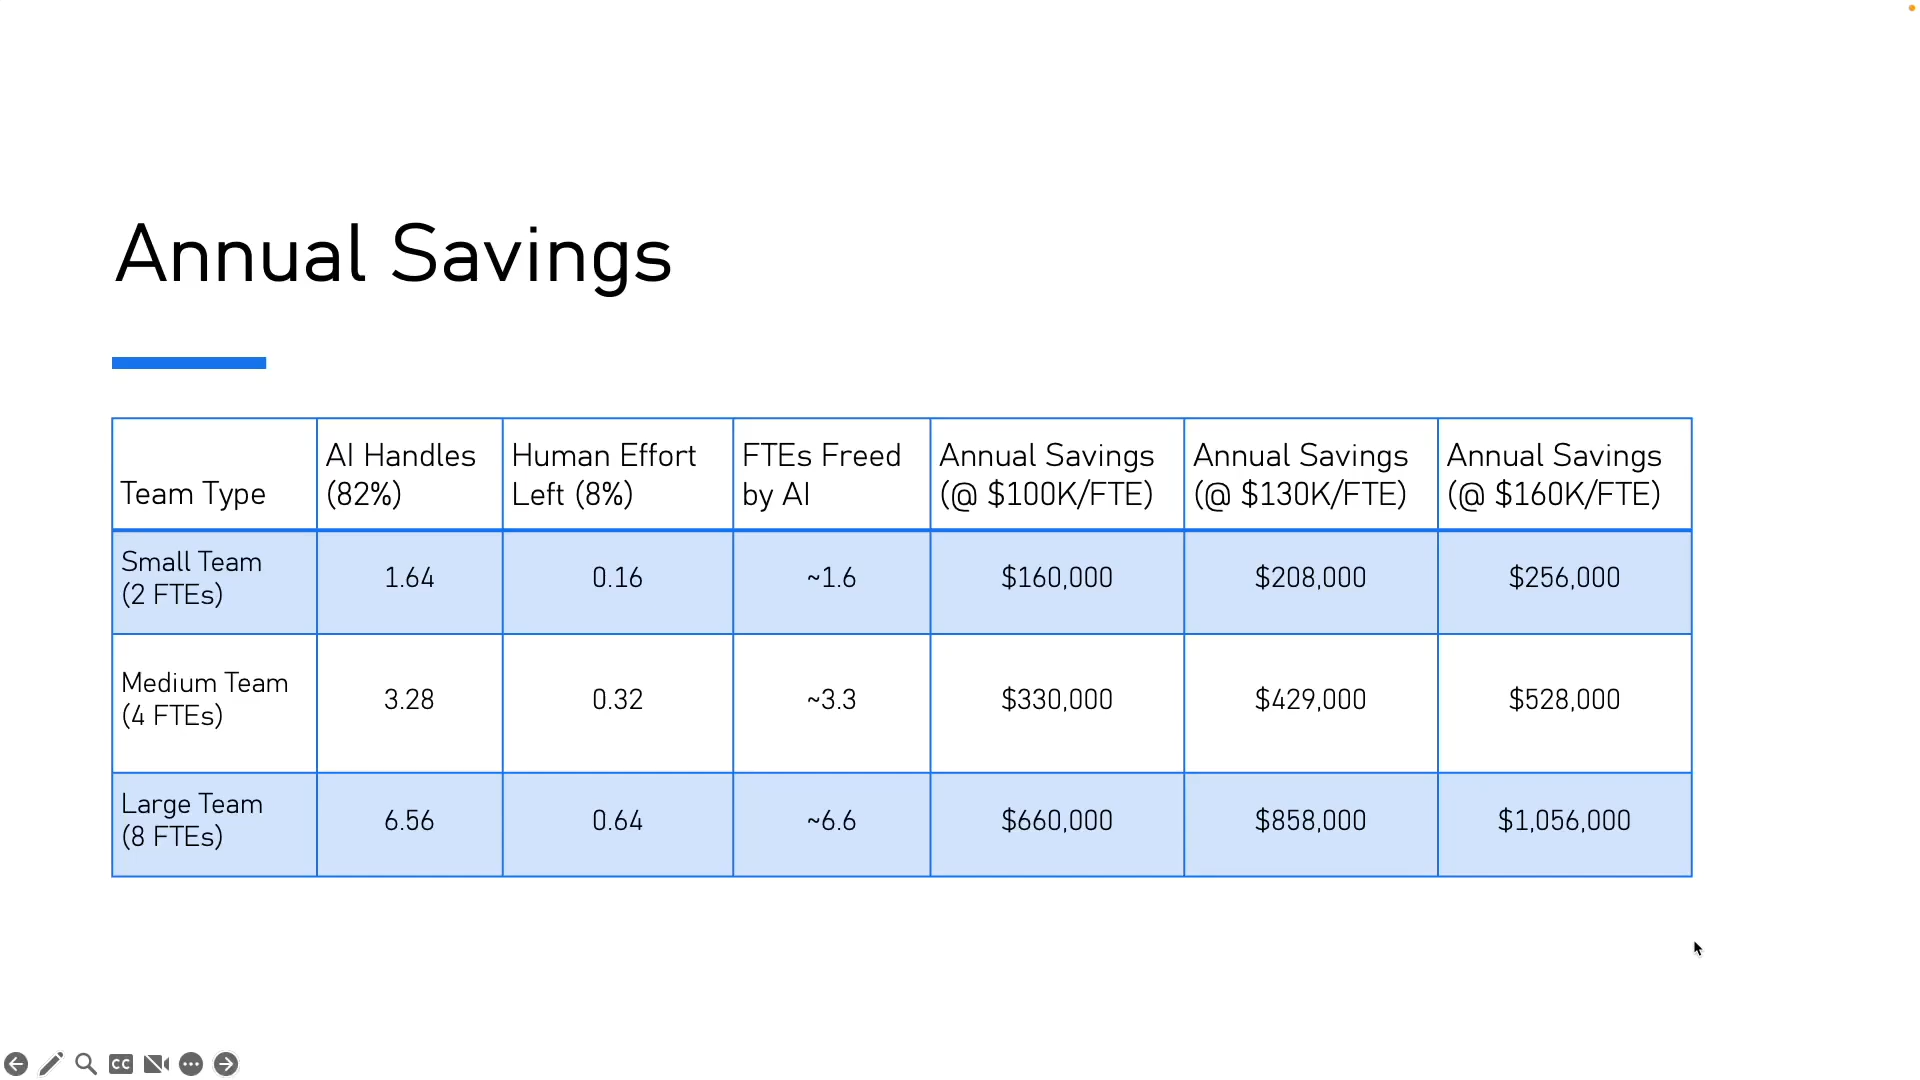 Annual Savings
Team Type
AI Handles
(82%)
Human Effort
Left (8%)
FTEs Freed
by AI
Annual Savings
(@ $100K/FTE)
Annual Savings
(@ $130K/FTE)
Annual Savings
(@ $160K/FTE)
Small Team
(2 FTEs)
1.64
0.16
~1.6
$160,000
$208,000
$256,000
Medium Team
(4 FTEs)
3.28
0.32
~3.3
$330,000
$429,000
$528,000
Large Team
(8 FTEs)
6.56
0.64
~6.6
$660,000
$858,000
$1,056,000
CC